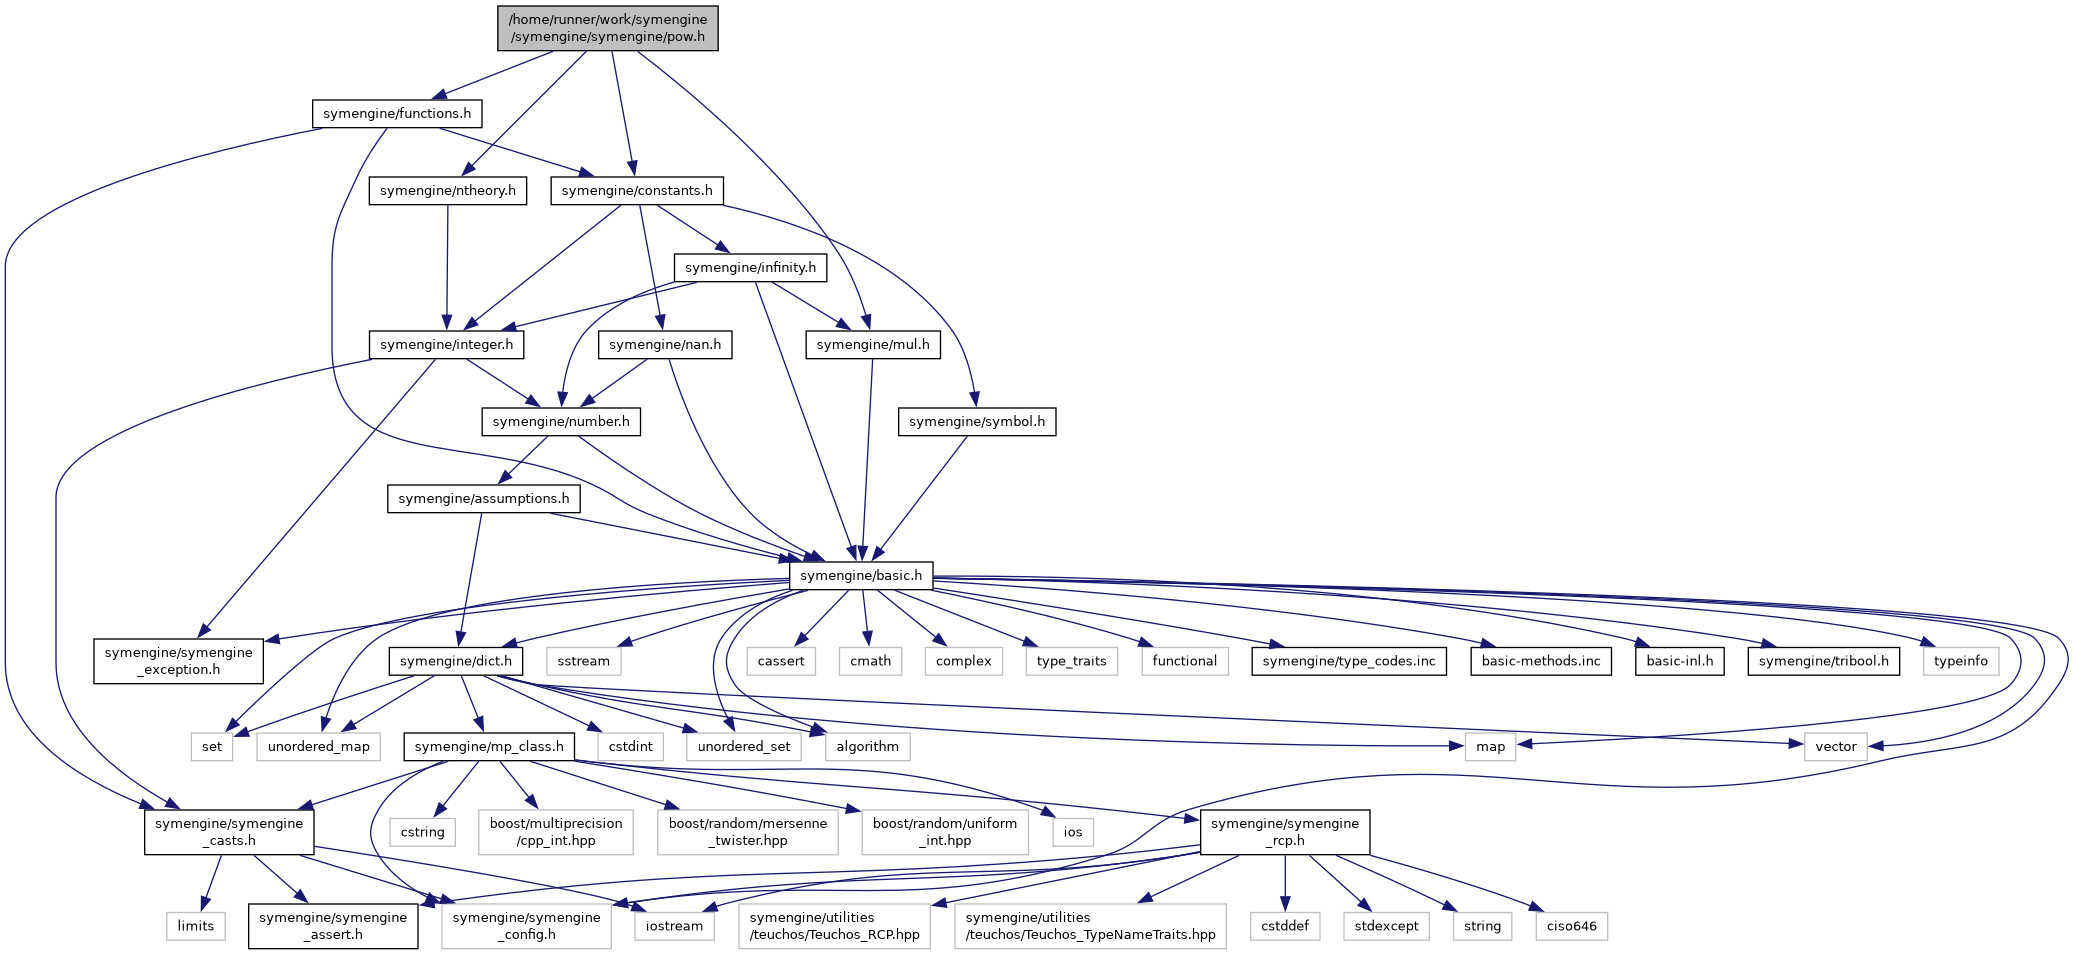 /home/runner/work/symengine
/symengine/symengine/pow.h
symengine/functions.h
symengine/ntheory.h
symengine/constants.h
symengine/infinity.h
symengine/integer.h
symengine/nan.h
symengine/mul.h
symengine/number.h
symengine/symbol.h
symengine/assumptions.h
symengine/basic.h
symengine/symengine
_exception.h
symengine/dict.h
sstream
cassert
cmath
complex
type_traits
functional
symengine/type_codes.inc
basic-methods.inc
basic-inl.h
symengine/tribool.h
typeinfo
set
unordered_map
symengine/mp_class.h
cstdint
unordered_set
algorithm
map
vector
symengine/symengine
_casts.h
cstring
boost/multiprecision
/cpp_int.hpp
boost/random/mersenne
_twister.hpp
boost/random/uniform
_int.hpp
ios
symengine/symengine
_rcp.h
limits
symengine/symengine
_assert.h
symengine/symengine
_config.h
iostream
symengine/utilities
/teuchos/Teuchos_RCP.hpp
symengine/utilities
/teuchos/Teuchos_TypeNameTraits.hpp
cstddef
stdexcept
string
ciso646